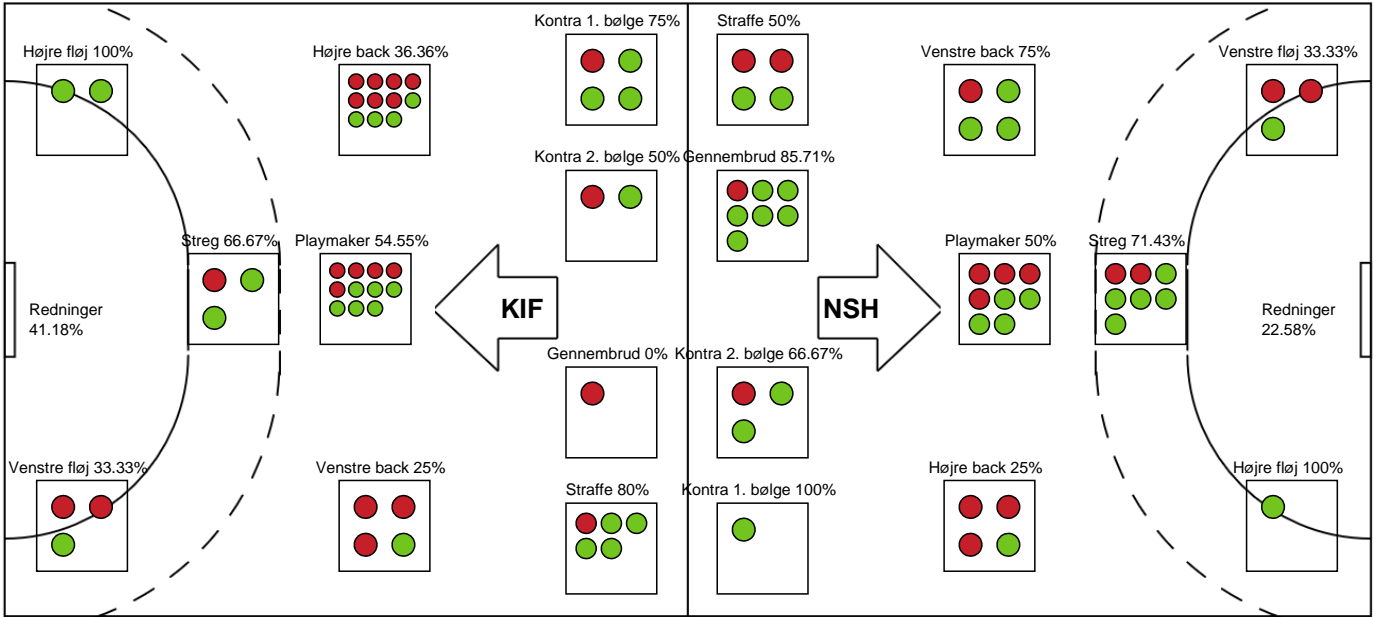 Kontra 1. bølge 75%
Straffe 50%
Højre fløj 100%
Højre back 36.36%
Venstre back 75%
Venstre fløj 33.33%
Kontra 2. bølge 50%
Gennembrud 85.71%
Streg 66.67%
Playmaker 54.55%
Playmaker 50%
Streg 71.43%
Redninger
41.18%
KIF
NSH
Redninger
22.58%
Gennembrud 0%
Kontra 2. bølge 66.67%
Venstre fløj 33.33%
Venstre back 25%
Højre back 25%
Højre fløj 100%
Straffe 80%
Kontra 1. bølge 100%